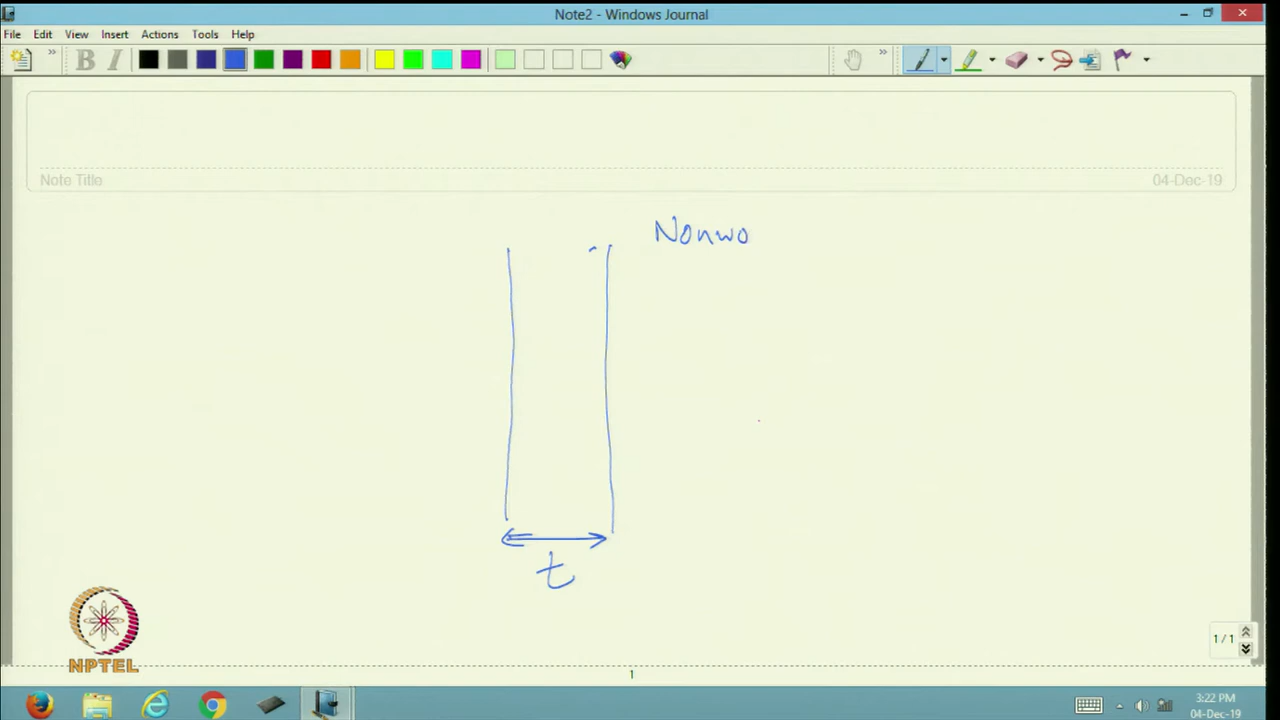 Note2 - Windows Journal
File Edit View Insert Actions Tools Help
B I
Note Title
04-Dec-19
Nonwo
t
NPTEL
1 / 1
1
3:22 PM
04-Dec-19